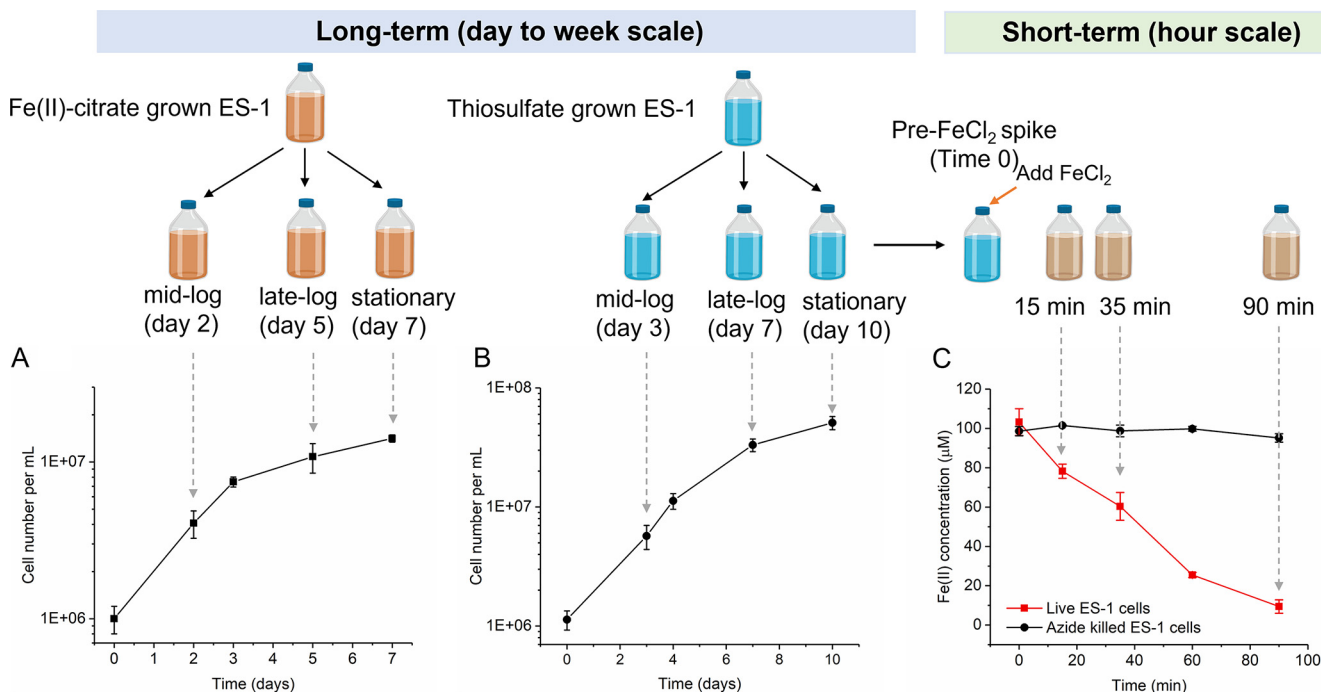 Long-term (day to week scale)
Short-term (hour scale)
Fe(II)-citrate grown ES-1
Thiosulfate grown ES-1
Pre-FeCl₂ spike
(Time 0)
Add FeCl₂
mid-log
(day 2)
late-log
(day 5)
stationary
(day 7)
mid-log
(day 3)
late-log
(day 7)
stationary
(day 10)
15 min
35 min
90 min
A
1E+07
1E+06
Cell number per mL
0 1 2 3 4 5 6 7
Time (days)
B
1E+08
1E+07
1E+06
Cell number per mL
0 2 4 6 8 10
Time (days)
C
120
100
80
60
40
20
0
Fe(II) concentration (µM)
Live ES-1 cells
Azide killed ES-1 cells
0 20 40 60 80 100
Time (min)